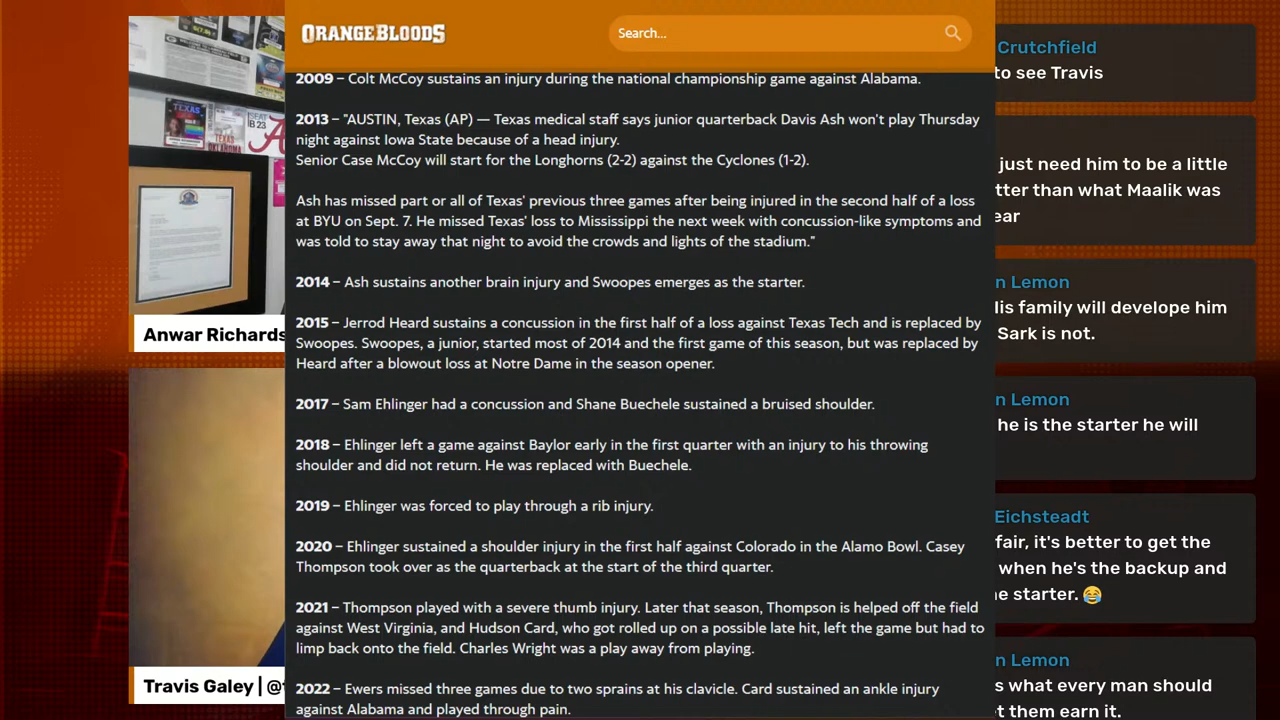 ORANGEBLOODS
Search...
2009 – Colt McCoy sustains an injury during the national championship game against Alabama.
2013 – "AUSTIN, Texas (AP) — Texas medical staff says junior quarterback Davis Ash won't play Thursday
night against Iowa State because of a head injury.
Senior Case McCoy will start for the Longhorns (2-2) against the Cyclones (1-2).
Ash has missed part or all of Texas' previous three games after being injured in the second half of a loss
at BYU on Sept. 7. He missed Texas' loss to Mississippi the next week with concussion-like symptoms and
was told to stay away that night to avoid the crowds and lights of the stadium."
2014 – Ash sustains another brain injury and Swoopes emerges as the starter.
2015 – Jerrod Heard sustains a concussion in the first half of a loss against Texas Tech and is replaced by
Swoopes. Swoopes, a junior, started most of 2014 and the first game of this season, but was replaced by
Heard after a blowout loss at Notre Dame in the season opener.
2017 – Sam Ehlinger had a concussion and Shane Buechele sustained a bruised shoulder.
2018 – Ehlinger left a game against Baylor early in the first quarter with an injury to his throwing
shoulder and did not return. He was replaced with Buechele.
2019 – Ehlinger was forced to play through a rib injury.
2020 – Ehlinger sustained a shoulder injury in the first half against Colorado in the Alamo Bowl. Casey
Thompson took over as the quarterback at the start of the third quarter.
2021 – Thompson played with a severe thumb injury. Later that season, Thompson is helped off the field
against West Virginia, and Hudson Card, who got rolled up on a possible late hit, left the game but had to
limp back onto the field. Charles Wright was a play away from playing.
2022 – Ewers missed three games due to two sprains at his clavicle. Card sustained an ankle injury
against Alabama and played through pain.
TEXAS
SEAT
B 23
TEXAS
OKLAHOMA
Anwar Richards
Travis Galey | @
Crutchfield
to see Travis
just need him to be a little
tter than what Maalik was
ear
n Lemon
lis family will develope him
Sark is not.
n Lemon
he is the starter he will
Eichsteadt
fair, it's better to get the
when he's the backup and
e starter. 😂
n Lemon
s what every man should
t them earn it.